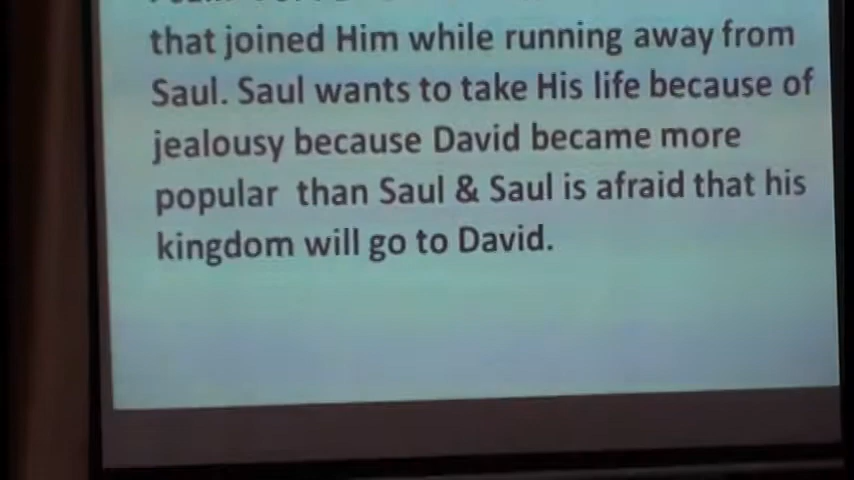 that joined Him while running away from
Saul. Saul wants to take His life because of
jealousy because David became more
popular than Saul & Saul is afraid that his
kingdom will go to David.